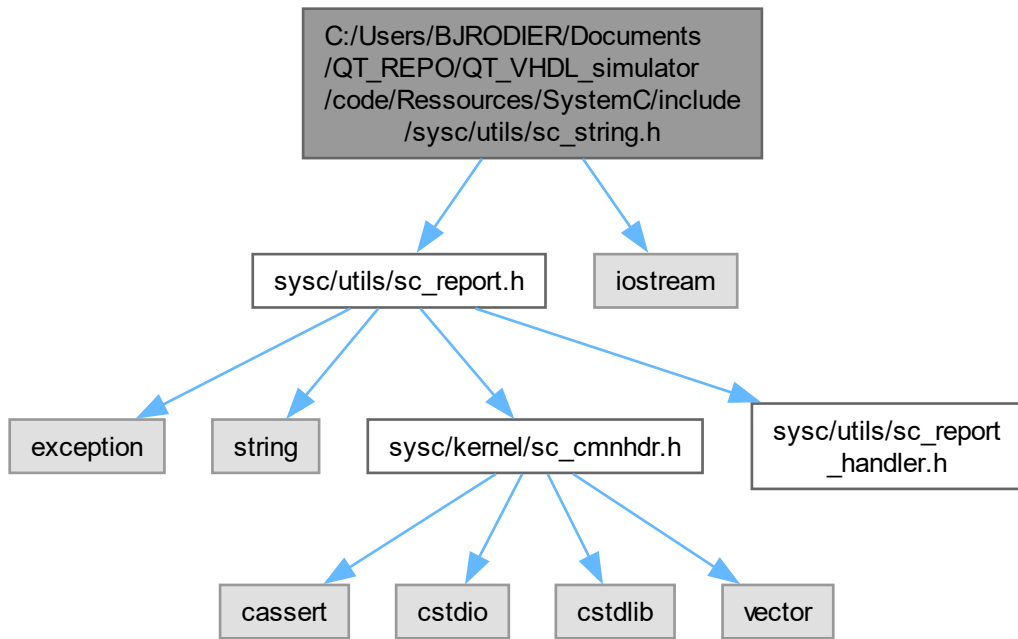 C:/Users/BJRODIER/Documents
/QT_REPO/QT_VHDL_simulator
/code/Ressources/SystemC/include
/sysc/utils/sc_string.h
sysc/utils/sc_report.h
iostream
exception
string
sysc/kernel/sc_cmnhdr.h
sysc/utils/sc_report
_handler.h
cassert
cstdio
cstdlib
vector